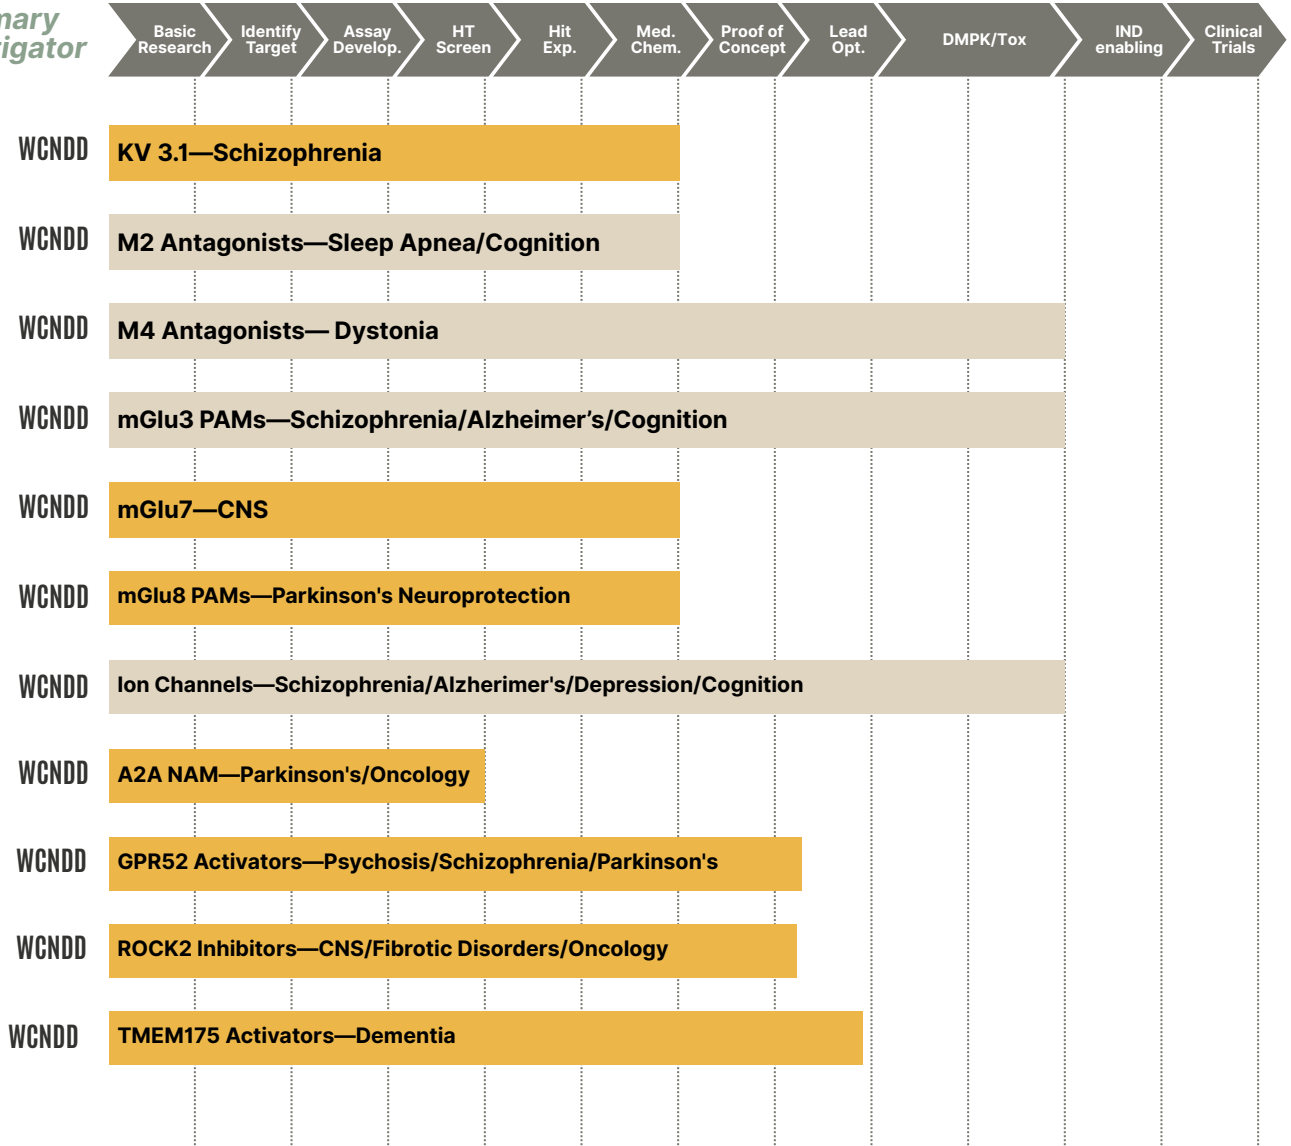 Basic
Research
Identify
Target
Assay
Develop.
HT
Screen
Hit
Exp.
Med.
Chem.
Proof of
Concept
Lead
Opt.
DMPK/Tox
IND
enabling
Clinical
Trials
WCNDD
KV 3.1—Schizophrenia
WCNDD
M2 Antagonists—Sleep Apnea/Cognition
WCNDD
M4 Antagonists— Dystonia
WCNDD
mGlu3 PAMs—Schizophrenia/Alzheimer’s/Cognition
WCNDD
mGlu7—CNS
WCNDD
mGlu8 PAMs—Parkinson's Neuroprotection
WCNDD
Ion Channels—Schizophrenia/Alzherimer's/Depression/Cognition
WCNDD
A2A NAM—Parkinson's/Oncology
WCNDD
GPR52 Activators—Psychosis/Schizophrenia/Parkinson's
WCNDD
ROCK2 Inhibitors—CNS/Fibrotic Disorders/Oncology
WCNDD
TMEM175 Activators—Dementia